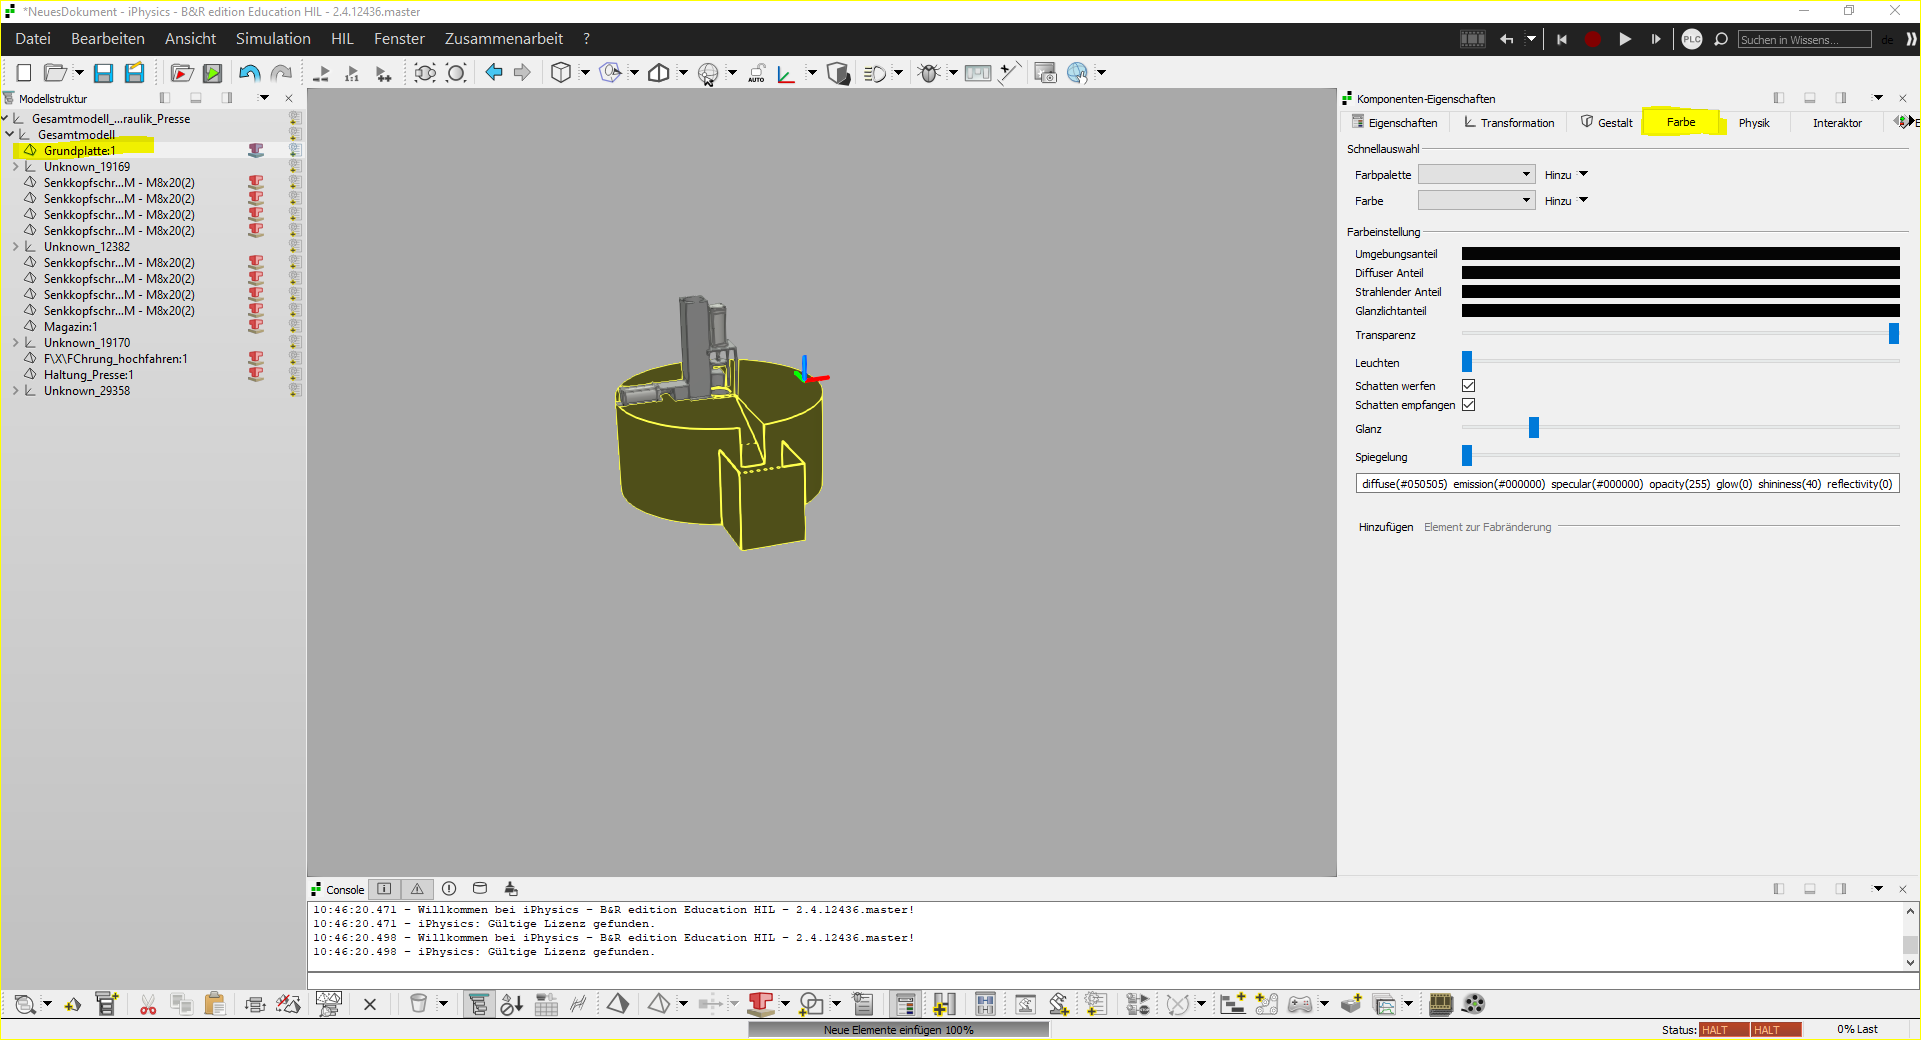 *NeuesDokument - iPhysics - B&R edition Education HIL - 2.4.12436.master
Datei Bearbeiten Ansicht Simulation HIL Fenster Zusammenarbeit ?
PLC Suchen in Wissens... de
1:1 AUTO
Modellstruktur
Gesamtmodell_...raulik_Presse
Gesamtmodell
Grundplatte:1
Unknown_19169
Senkkopfschr...M - M8x20(2)
Senkkopfschr...M - M8x20(2)
Senkkopfschr...M - M8x20(2)
Senkkopfschr...M - M8x20(2)
Unknown_12382
Senkkopfschr...M - M8x20(2)
Senkkopfschr...M - M8x20(2)
Senkkopfschr...M - M8x20(2)
Senkkopfschr...M - M8x20(2)
Magazin:1
Unknown_19170
F\X\FChrung_hochfahren:1
Haltung_Presse:1
Unknown_29358
Komponenten-Eigenschaften
Eigenschaften Transformation Gestalt Farbe Physik Interaktor
Schnellauswahl
Farbpalette Hinzu
Farbe Hinzu
Farbeinstellung
Umgebungsanteil
Diffuser Anteil
Strahlender Anteil
Glanzlichtanteil
Transparenz
Leuchten
Schatten werfen
Schatten empfangen
Glanz
Spiegelung
diffuse(#050505) emission(#000000) specular(#000000) opacity(255) glow(0) shininess(40) reflectivity(0)
Hinzufügen Element zur Fabränderung
Console
10:46:20.471 - Willkommen bei iPhysics - B&R edition Education HIL - 2.4.12436.master!
10:46:20.471 - iPhysics: Gültige Lizenz gefunden.
10:46:20.498 - Willkommen bei iPhysics - B&R edition Education HIL - 2.4.12436.master!
10:46:20.498 - iPhysics: Gültige Lizenz gefunden.
Neue Elemente einfügen 100%
Status: HALT HALT 0% Last